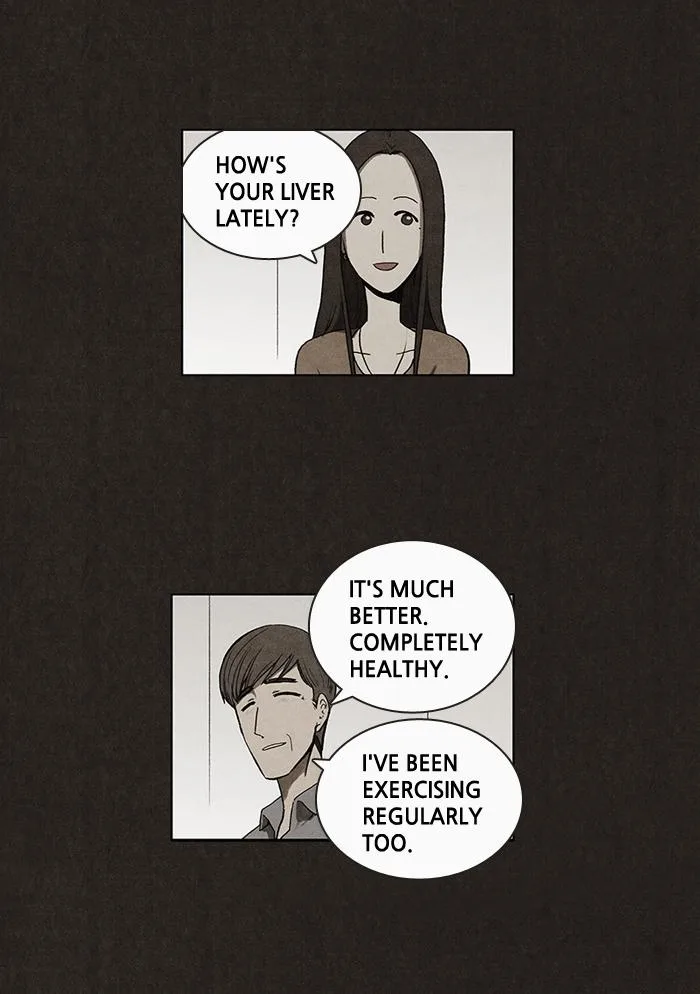 HOW'S
YOUR LIVER
LATELY?
IT'S MUCH
BETTER.
COMPLETELY
HEALTHY.
I'VE BEEN
EXERCISING
REGULARLY
TOO.